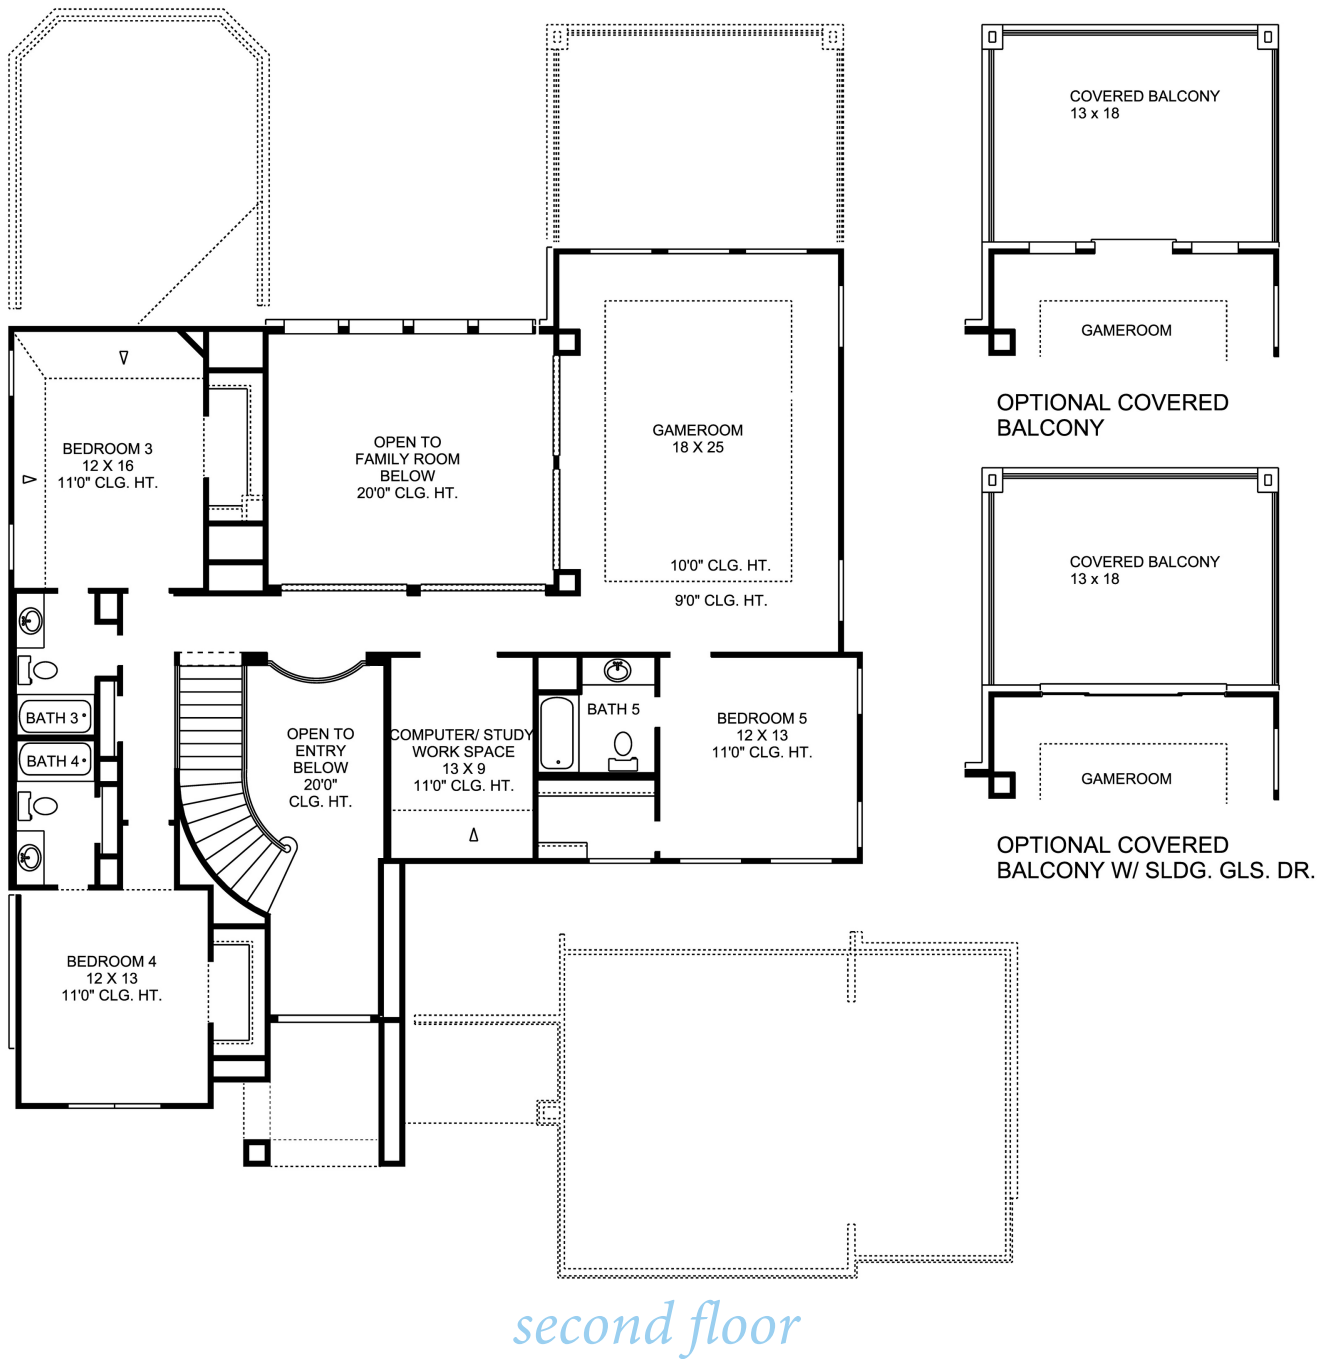 COVERED BALCONY
13 x 18
GAMEROOM
OPTIONAL COVERED
BALCONY
BEDROOM 3
12 X 16
11'0" CLG. HT.
OPEN TO
FAMILY ROOM
BELOW
20'0" CLG. HT.
GAMEROOM
18 X 25
10'0" CLG. HT.
9'0" CLG. HT.
COVERED BALCONY
13 x 18
GAMEROOM
OPTIONAL COVERED
BALCONY W/ SLDG. GLS. DR.
BATH 3
BATH 4
OPEN TO
ENTRY
BELOW
20'0"
CLG. HT.
COMPUTER/ STUDY
WORK SPACE
13 X 9
11'0" CLG. HT.
BATH 5
BEDROOM 5
12 X 13
11'0" CLG. HT.
BEDROOM 4
12 X 13
11'0" CLG. HT.
second floor